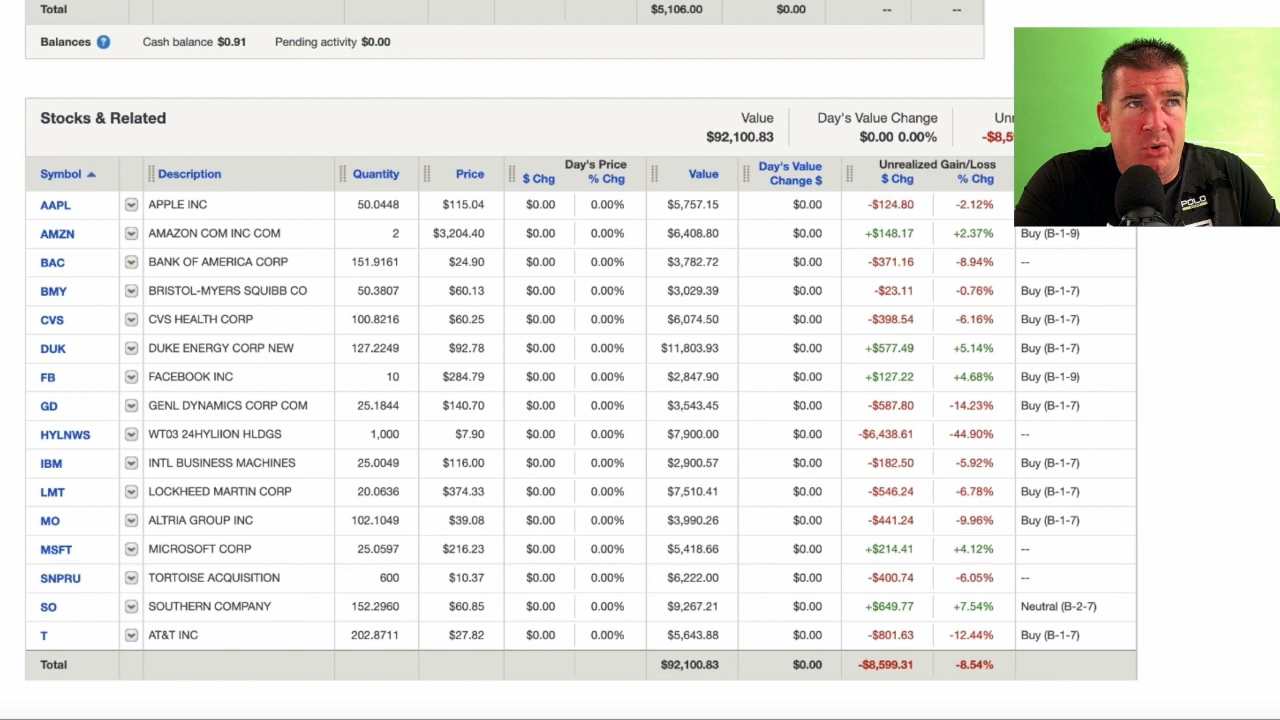 Total $5,106.00 $0.00 -- --
Balances ? Cash balance $0.91 Pending activity $0.00
Stocks & Related
Value Day's Value Change
$92,100.83 $0.00 0.00%
Day's Price Day's Value Unrealized Gain/Loss
Symbol Description Quantity Price $ Chg % Chg Value Change $ $ Chg % Chg
AAPL APPLE INC 50.0448 $115.04 $0.00 0.00% $5,757.15 $0.00 -$124.80 -2.12%
AMZN AMAZON COM INC COM 2 $3,204.40 $0.00 0.00% $6,408.80 $0.00 +$148.17 +2.37% Buy (B-1-9)
BAC BANK OF AMERICA CORP 151.9161 $24.90 $0.00 0.00% $3,782.72 $0.00 -$371.16 -8.94% --
BMY BRISTOL-MYERS SQUIBB CO 50.3807 $60.13 $0.00 0.00% $3,029.39 $0.00 -$23.11 -0.76% Buy (B-1-7)
CVS CVS HEALTH CORP 100.8216 $60.25 $0.00 0.00% $6,074.50 $0.00 -$398.54 -6.16% Buy (B-1-7)
DUK DUKE ENERGY CORP NEW 127.2249 $92.78 $0.00 0.00% $11,803.93 $0.00 +$577.49 +5.14% Buy (B-1-7)
FB FACEBOOK INC 10 $284.79 $0.00 0.00% $2,847.90 $0.00 +$127.22 +4.68% Buy (B-1-9)
GD GENL DYNAMICS CORP COM 25.1844 $140.70 $0.00 0.00% $3,543.45 $0.00 -$587.80 -14.23% Buy (B-1-7)
HYLNWS WT03 24HYLIION HLDGS 1,000 $7.90 $0.00 0.00% $7,900.00 $0.00 -$6,438.61 -44.90% --
IBM INTL BUSINESS MACHINES 25.0049 $116.00 $0.00 0.00% $2,900.57 $0.00 -$182.50 -5.92% Buy (B-1-7)
LMT LOCKHEED MARTIN CORP 20.0636 $374.33 $0.00 0.00% $7,510.41 $0.00 -$546.24 -6.78% Buy (B-1-7)
MO ALTRIA GROUP INC 102.1049 $39.08 $0.00 0.00% $3,990.26 $0.00 -$441.24 -9.96% Buy (B-1-7)
MSFT MICROSOFT CORP 25.0597 $216.23 $0.00 0.00% $5,418.66 $0.00 +$214.41 +4.12% --
SNPRU TORTOISE ACQUISITION 600 $10.37 $0.00 0.00% $6,222.00 $0.00 -$400.74 -6.05% --
SO SOUTHERN COMPANY 152.2960 $60.85 $0.00 0.00% $9,267.21 $0.00 +$649.77 +7.54% Neutral (B-2-7)
T AT&T INC 202.8711 $27.82 $0.00 0.00% $5,643.88 $0.00 -$801.63 -12.44% Buy (B-1-7)
Total $92,100.83 $0.00 -$8,599.31 -8.54%
POLO